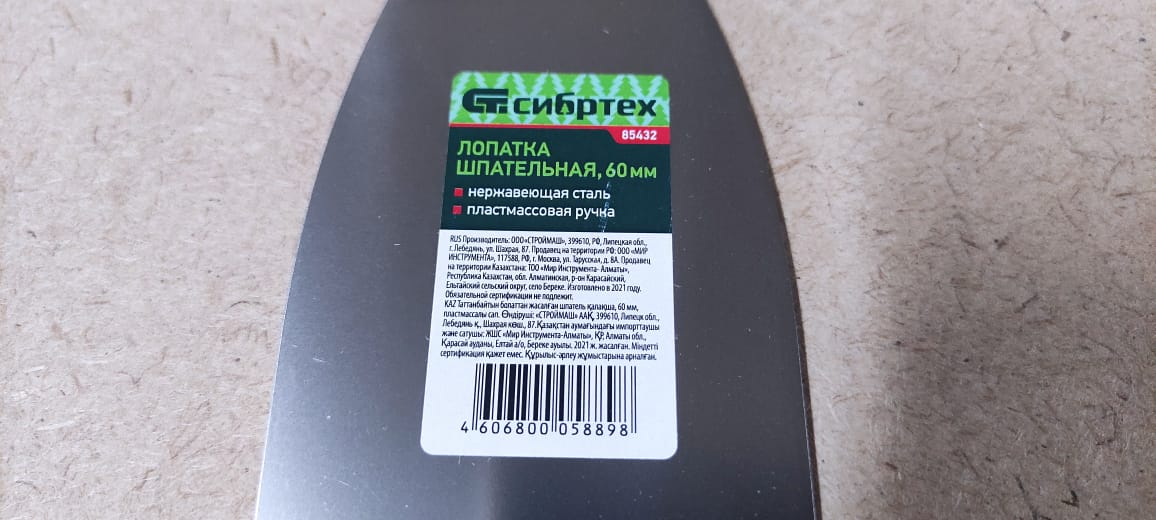 сибртех
85432
ЛОПАТКА
ШПАТЕЛЬНАЯ, 60 мм
нержавеющая сталь
пластмассовая ручка
RUS Производитель: ООО«СТРОЙМАШ», 399610, РФ, Липецкая обл.,
г. Лебедянь, ул. Шахрая, 87. Продавец на территории РФ: ООО «МИР
ИНСТРУМЕНТА», 117588, РФ, г. Москва, ул. Тарусская, д. 8А. Продавец
на территории Казахстана: ТОО «Мир Инструмента- Алматы»,
Республика Казахстан, обл. Алматинская, р-он Карасайский,
Ельтайский сельский округ, село Береке. Изготовлено в 2021 году.
Обязательной сертификации не подлежит.
KAZ Таттанбайтын болаттан жасалған шпатель қалақша, 60 мм,
пластмассалы сап. Өндіруші: «СТРОЙМАШ» ААҚ, 399610, Липецк обл.,
Лебедянь қ., Шахрая көш., 87.Қазақстан аумағындағы импорттаушы
және сатушы: ЖШС «Мир Инструмента-Алматы», ҚР, Алматы обл.,
Қарасай ауданы, Елтай а/о, Береке ауылы. 2021 ж. жасалған. Міндетті
сертификация қажет емес. Құрылыс-әрлеу жұмыстарына арналған.
4 606800 058898